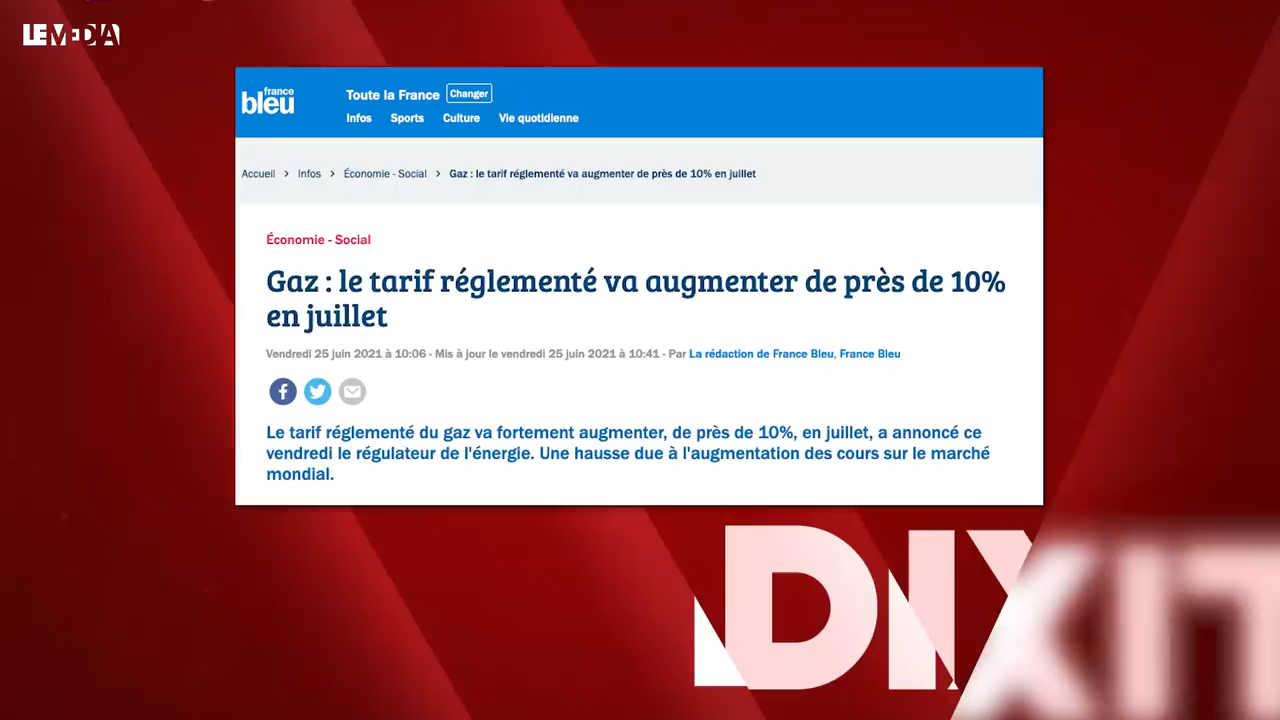 LEMEDIA
france
bleu
Toute la France Changer
Infos Sports Culture Vie quotidienne
Accueil > Infos > Économie - Social > Gaz : le tarif réglementé va augmenter de près de 10% en juillet
Économie - Social
Gaz : le tarif réglementé va augmenter de près de 10%
en juillet
Vendredi 25 juin 2021 à 10:06 - Mis à jour le vendredi 25 juin 2021 à 10:41 - Par La rédaction de France Bleu, France Bleu
Le tarif réglementé du gaz va fortement augmenter, de près de 10%, en juillet, a annoncé ce
vendredi le régulateur de l'énergie. Une hausse due à l'augmentation des cours sur le marché
mondial.
DIXIT